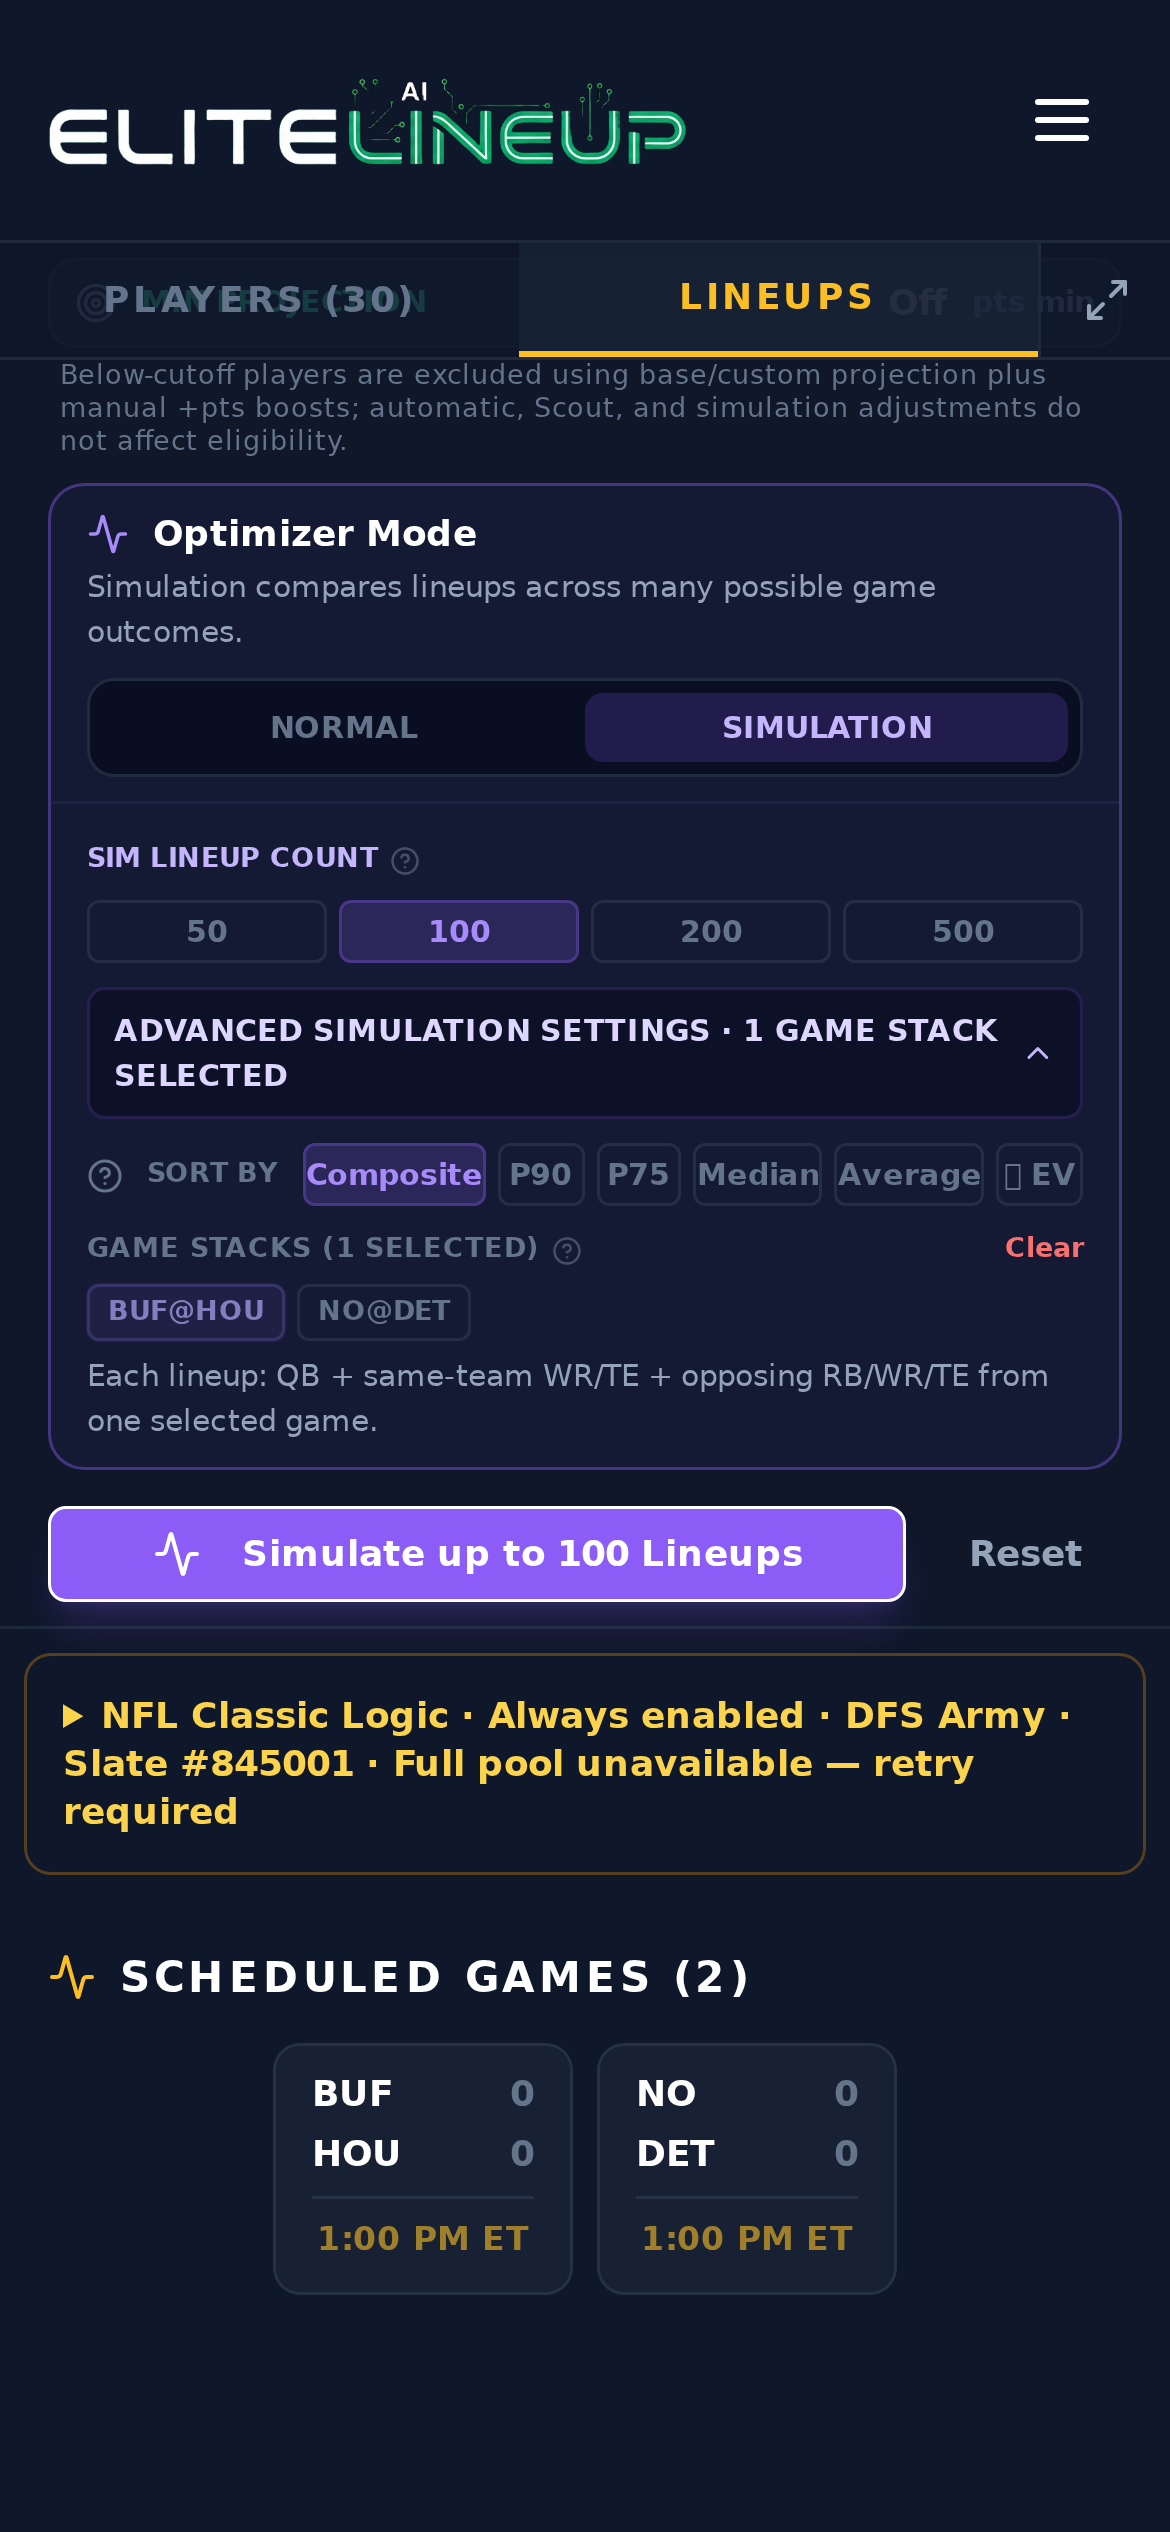 AI
ELITELINEUP
PLAYERS (30)
MIN PROJECTION
LINEUPS
Off pts min
Below-cutoff players are excluded using base/custom projection plus
manual +pts boosts; automatic, Scout, and simulation adjustments do
not affect eligibility.
Optimizer Mode
Simulation compares lineups across many possible game
outcomes.
NORMAL
SIMULATION
SIM LINEUP COUNT
50
100
200
500
ADVANCED SIMULATION SETTINGS · 1 GAME STACK
SELECTED
SORT BY
Composite
P90
P75
Median
Average
EV
GAME STACKS (1 SELECTED)
Clear
BUF@HOU
NO@DET
Each lineup: QB + same-team WR/TE + opposing RB/WR/TE from
one selected game.
Simulate up to 100 Lineups
Reset
NFL Classic Logic · Always enabled · DFS Army ·
Slate #845001 · Full pool unavailable — retry
required
SCHEDULED GAMES (2)
BUF 0
HOU 0
1:00 PM ET
NO 0
DET 0
1:00 PM ET